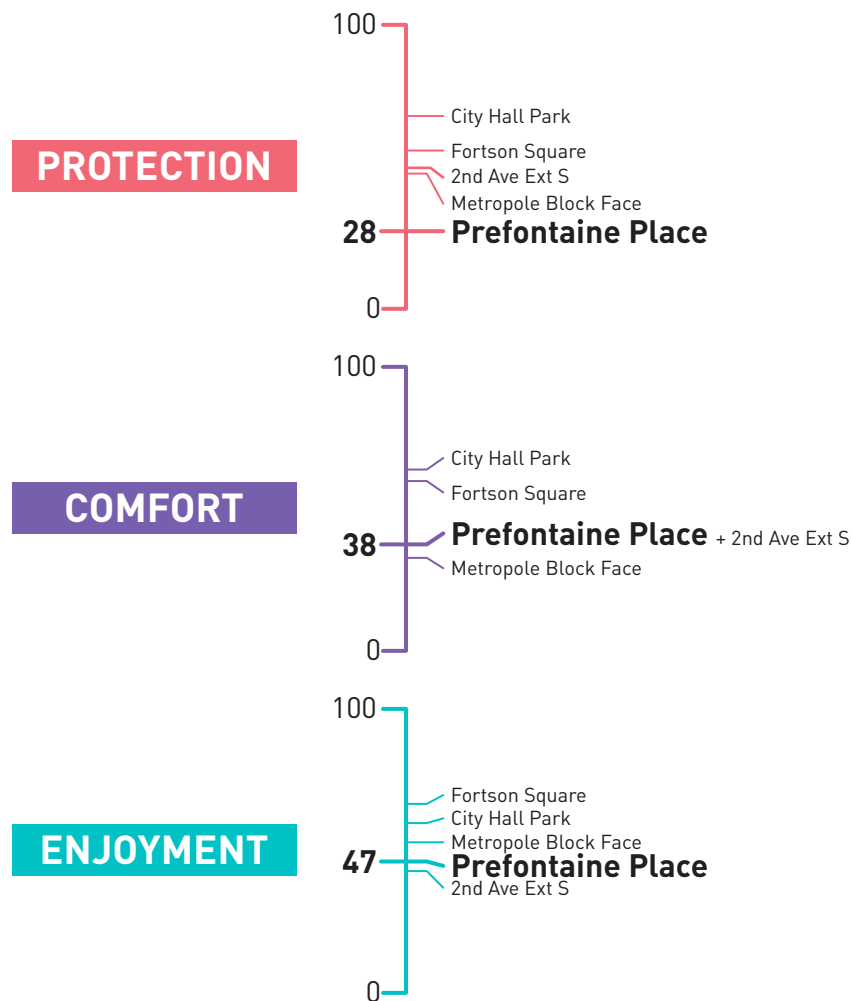 100
City Hall Park
Fortson Square
PROTECTION
2nd Ave Ext S
Metropole Block Face
28 Prefontaine Place
0
100
City Hall Park
Fortson Square
COMFORT
38 Prefontaine Place + 2nd Ave Ext S
Metropole Block Face
0
100
Fortson Square
City Hall Park
Metropole Block Face
ENJOYMENT
47 Prefontaine Place
2nd Ave Ext S
0